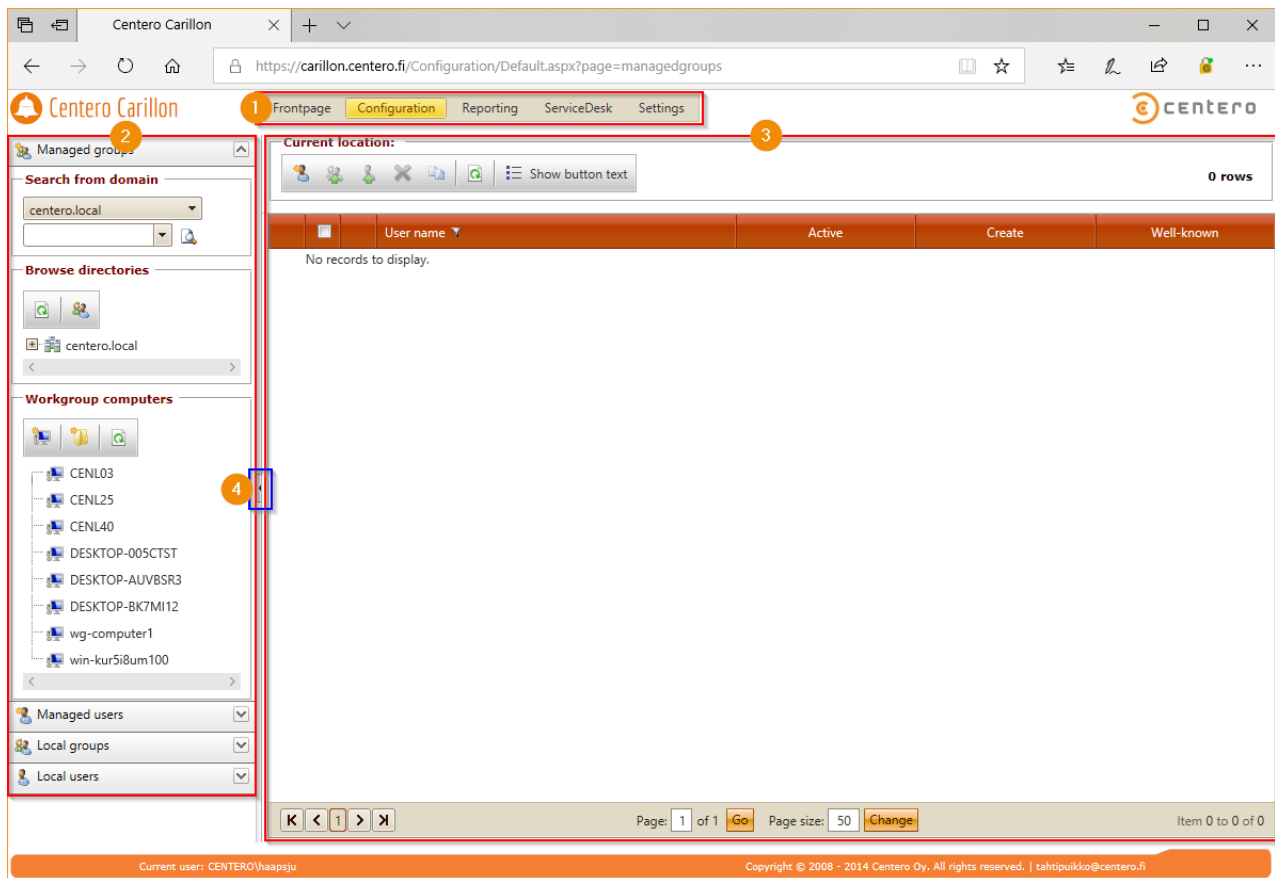 Centero Carillon
https://carillon.centero.fi/Configuration/Default.aspx?page=managedgroups
Centero Carillon
1 Frontpage Configuration Reporting ServiceDesk Settings
centero
2
3
Managed groups
Search from domain
centero.local
Browse directories
centero.local
Workgroup computers
CENL03
CENL25
CENL40
DESKTOP-005CTST
DESKTOP-AUVBSR3
DESKTOP-BK7MI12
wg-computer1
win-kur5i8um100
Managed users
Local groups
Local users
4
Current location:
Show button text
0 rows
User name Active Create Well-known
No records to display.
1 Page: 1 of 1 Go Page size: 50 Change Item 0 to 0 of 0
Current user: CENTERO\haapsju Copyright © 2008 - 2014 Centero Oy. All rights reserved. | tahtipuikko@centero.fi